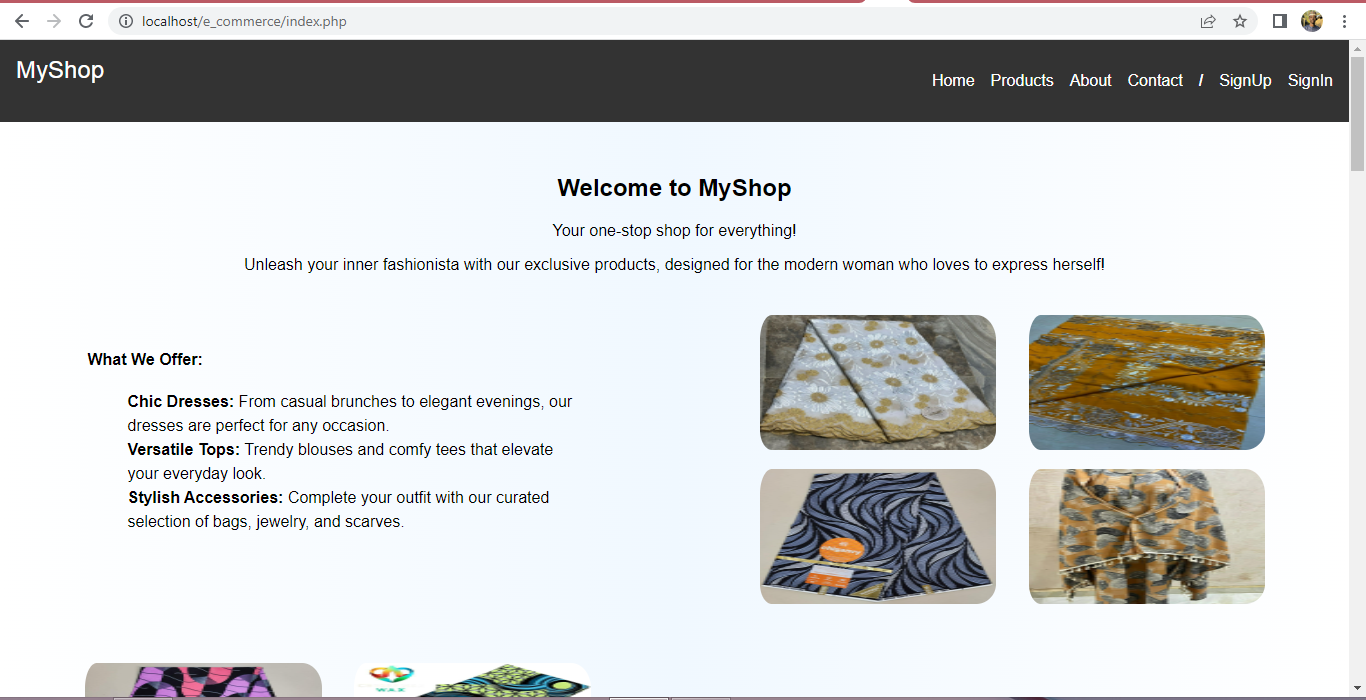 localhost/e_commerce/index.php
MyShop
Home Products About Contact / SignUp SignIn
Welcome to MyShop
Your one-stop shop for everything!
Unleash your inner fashionista with our exclusive products, designed for the modern woman who loves to express herself!
What We Offer:
Chic Dresses: From casual brunches to elegant evenings, our
dresses are perfect for any occasion.
Versatile Tops: Trendy blouses and comfy tees that elevate
your everyday look.
Stylish Accessories: Complete your outfit with our curated
selection of bags, jewelry, and scarves.
WAX